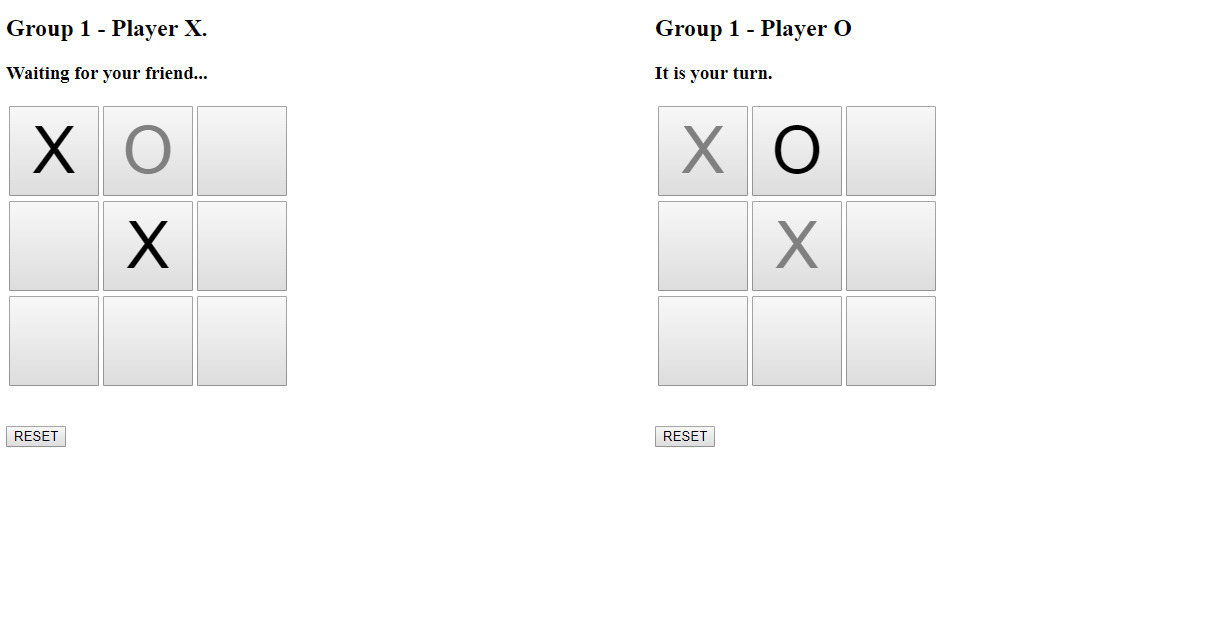 Group 1 - Player X.
Waiting for your friend...
X O
X
RESET
Group 1 - Player O
It is your turn.
X O
X
RESET